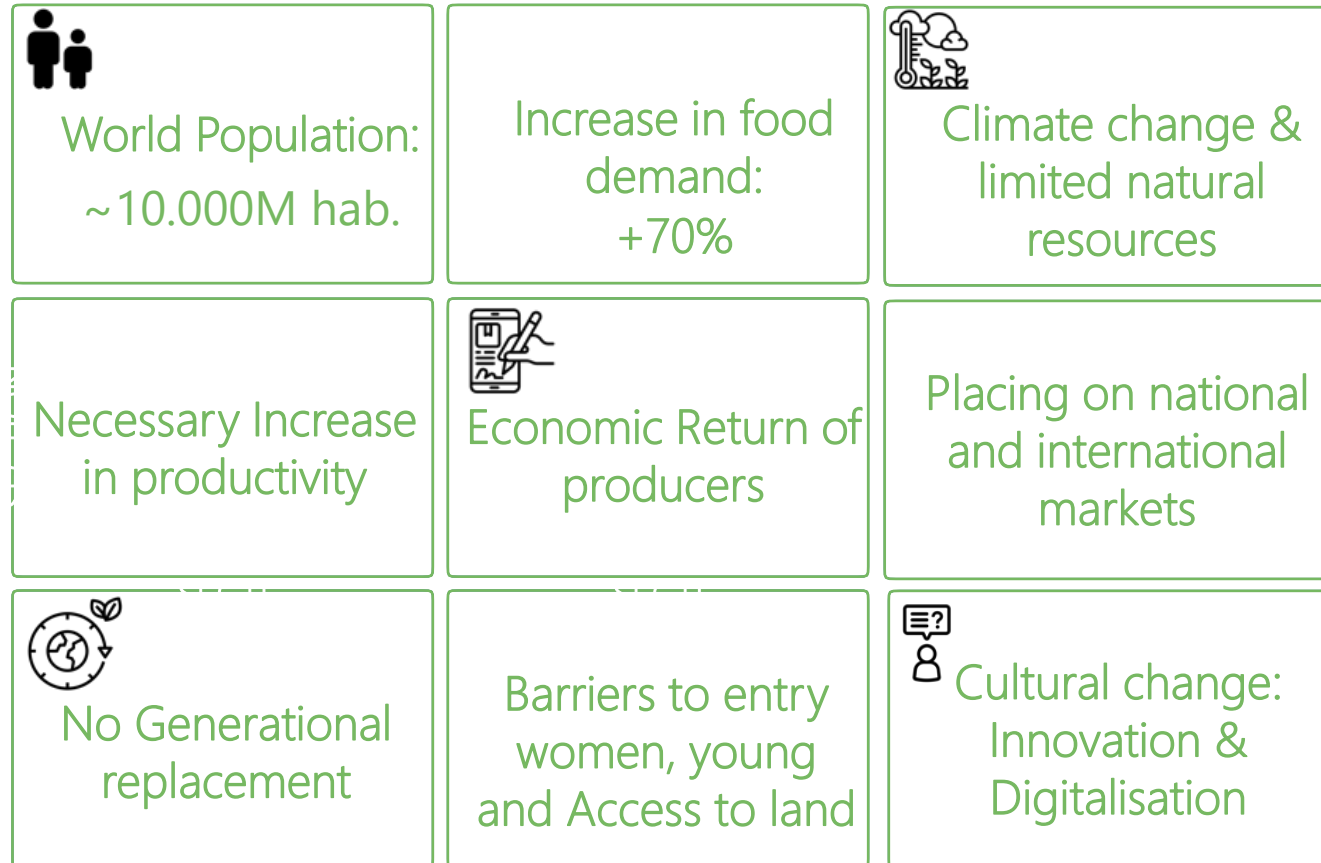 World Population:
~10.000M hab.
Increase in food
demand:
+70%
Climate change &
limited natural
resources
Necessary Increase
in productivity
Economic Return of
producers
Placing on national
and international
markets
No Generational
replacement
Barriers to entry
women, young
and Access to land
?
Cultural change:
Innovation &
Digitalisation